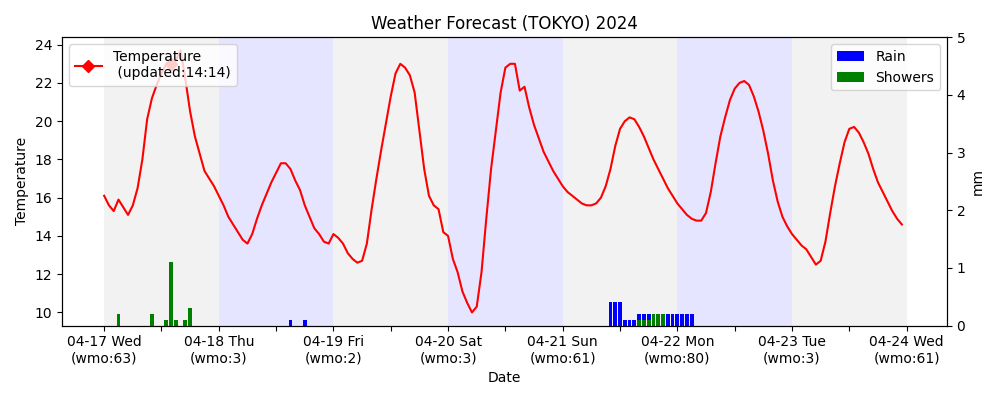 Weather Forecast (TOKYO) 2024
Temperature
(updated:14:14)
Rain
Showers
24
22
20
18
16
14
12
10
Temperature
5
4
3
2
1
0
mm
04-17 Wed
(wmo:63)
04-18 Thu
(wmo:3)
04-19 Fri
(wmo:2)
04-20 Sat
(wmo:3)
04-21 Sun
(wmo:61)
04-22 Mon
(wmo:80)
04-23 Tue
(wmo:3)
04-24 Wed
(wmo:61)
Date